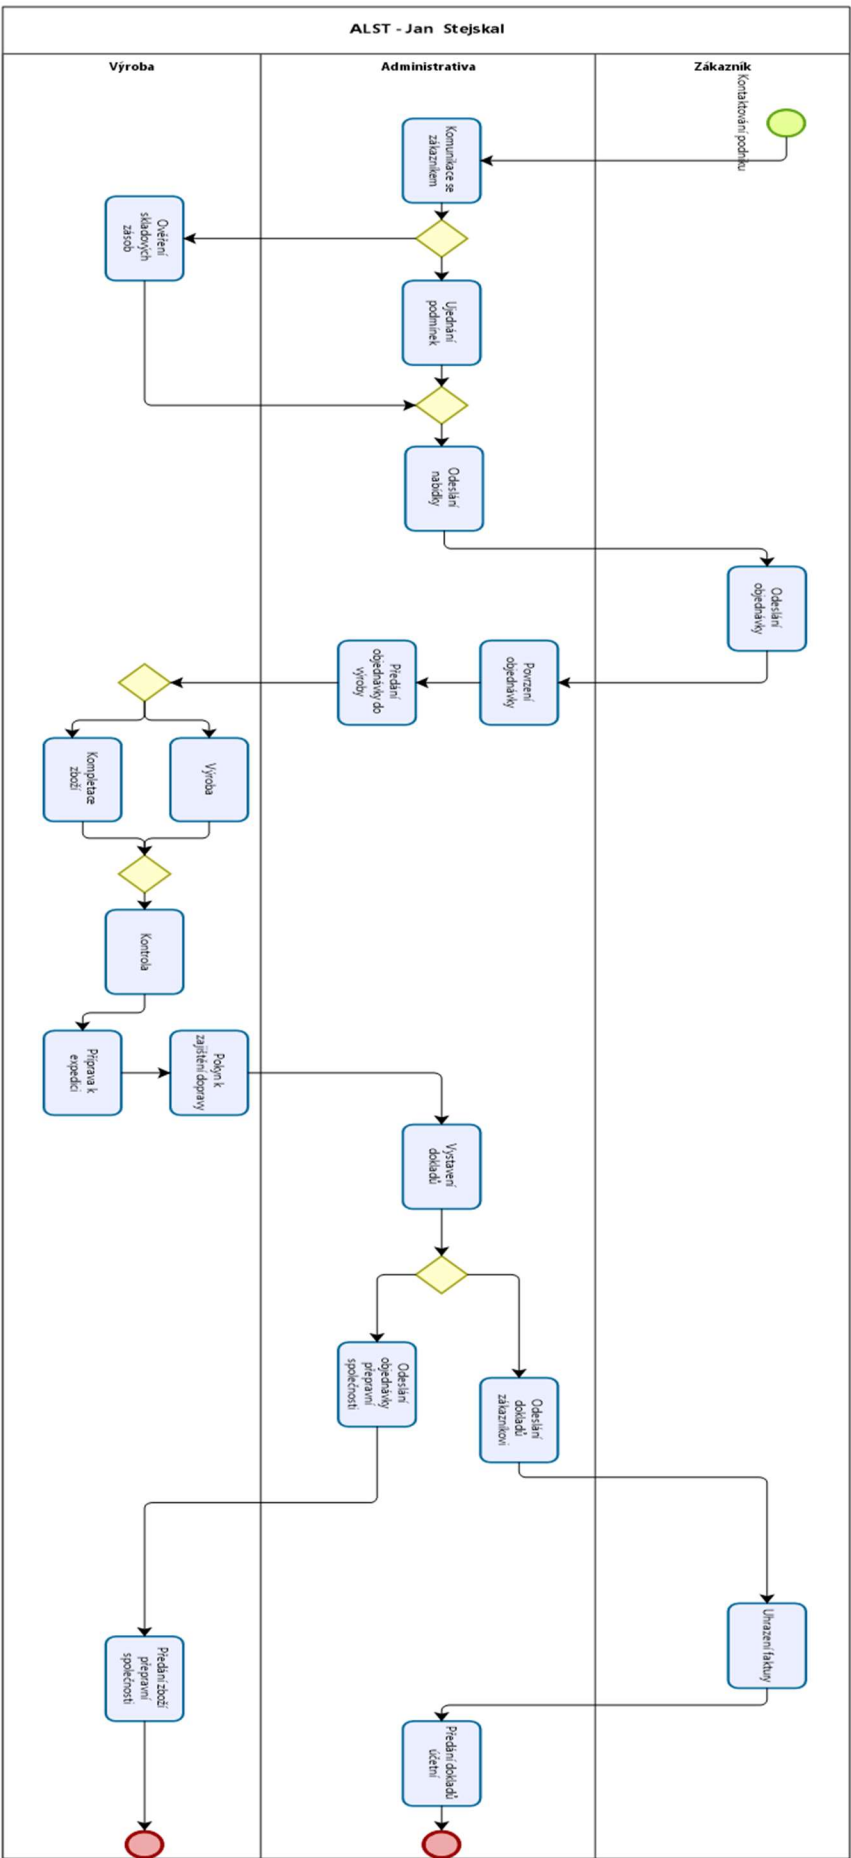 ALST - Jan Stejskal
Výroba
Administrativa
Zákazník
Kontaktování podniku
Komunikace se
zákazníkem
Ověření
skladových
zásob
Ujednání
podmínek
Odeslání
nabídky
Odeslání
objednávky
Povrzení
objednávky
Předání
objednávky do
výroby
Výroba
Kompletace
zboží
Kontrola
Příprava k
expedici
Pokyn k
zajištění dopravy
Vystavení
dokladů
Odeslání
objednávky
přepravní
společnosti
Odeslání
dokladů
zákazníkovi
Uhrazení faktury
Předání zboží
přepravní
společnosti
Předání dokladů
účetní